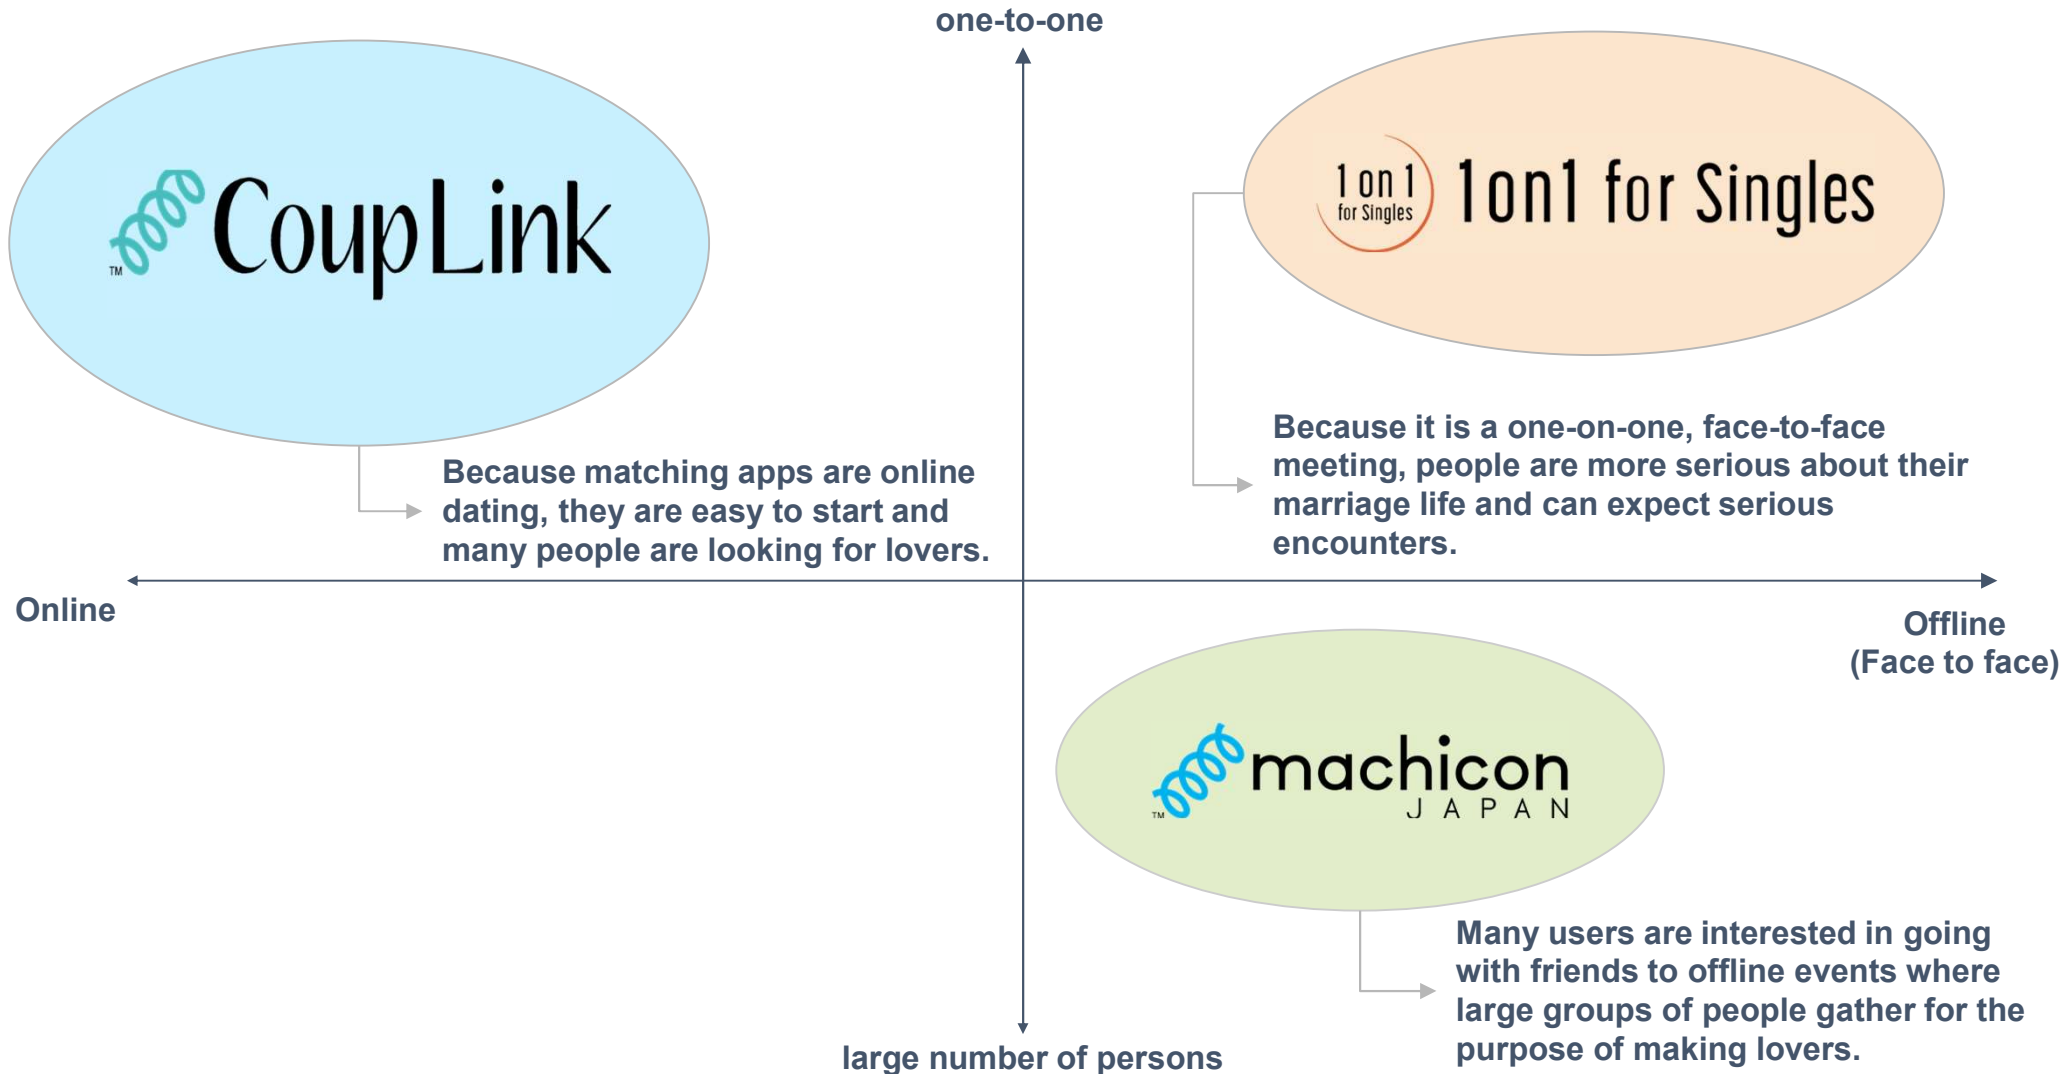 one-to-one
CoupLink
TM
1 on 1
for Singles
1on1 for Singles
Because it is a one-on-one, face-to-face
meeting, people are more serious about their
marriage life and can expect serious
encounters.
Because matching apps are online
dating, they are easy to start and
many people are looking for lovers.
Online
Offline
(Face to face)
machicon
JAPAN
TM
Many users are interested in going
with friends to offline events where
large groups of people gather for the
purpose of making lovers.
large number of persons